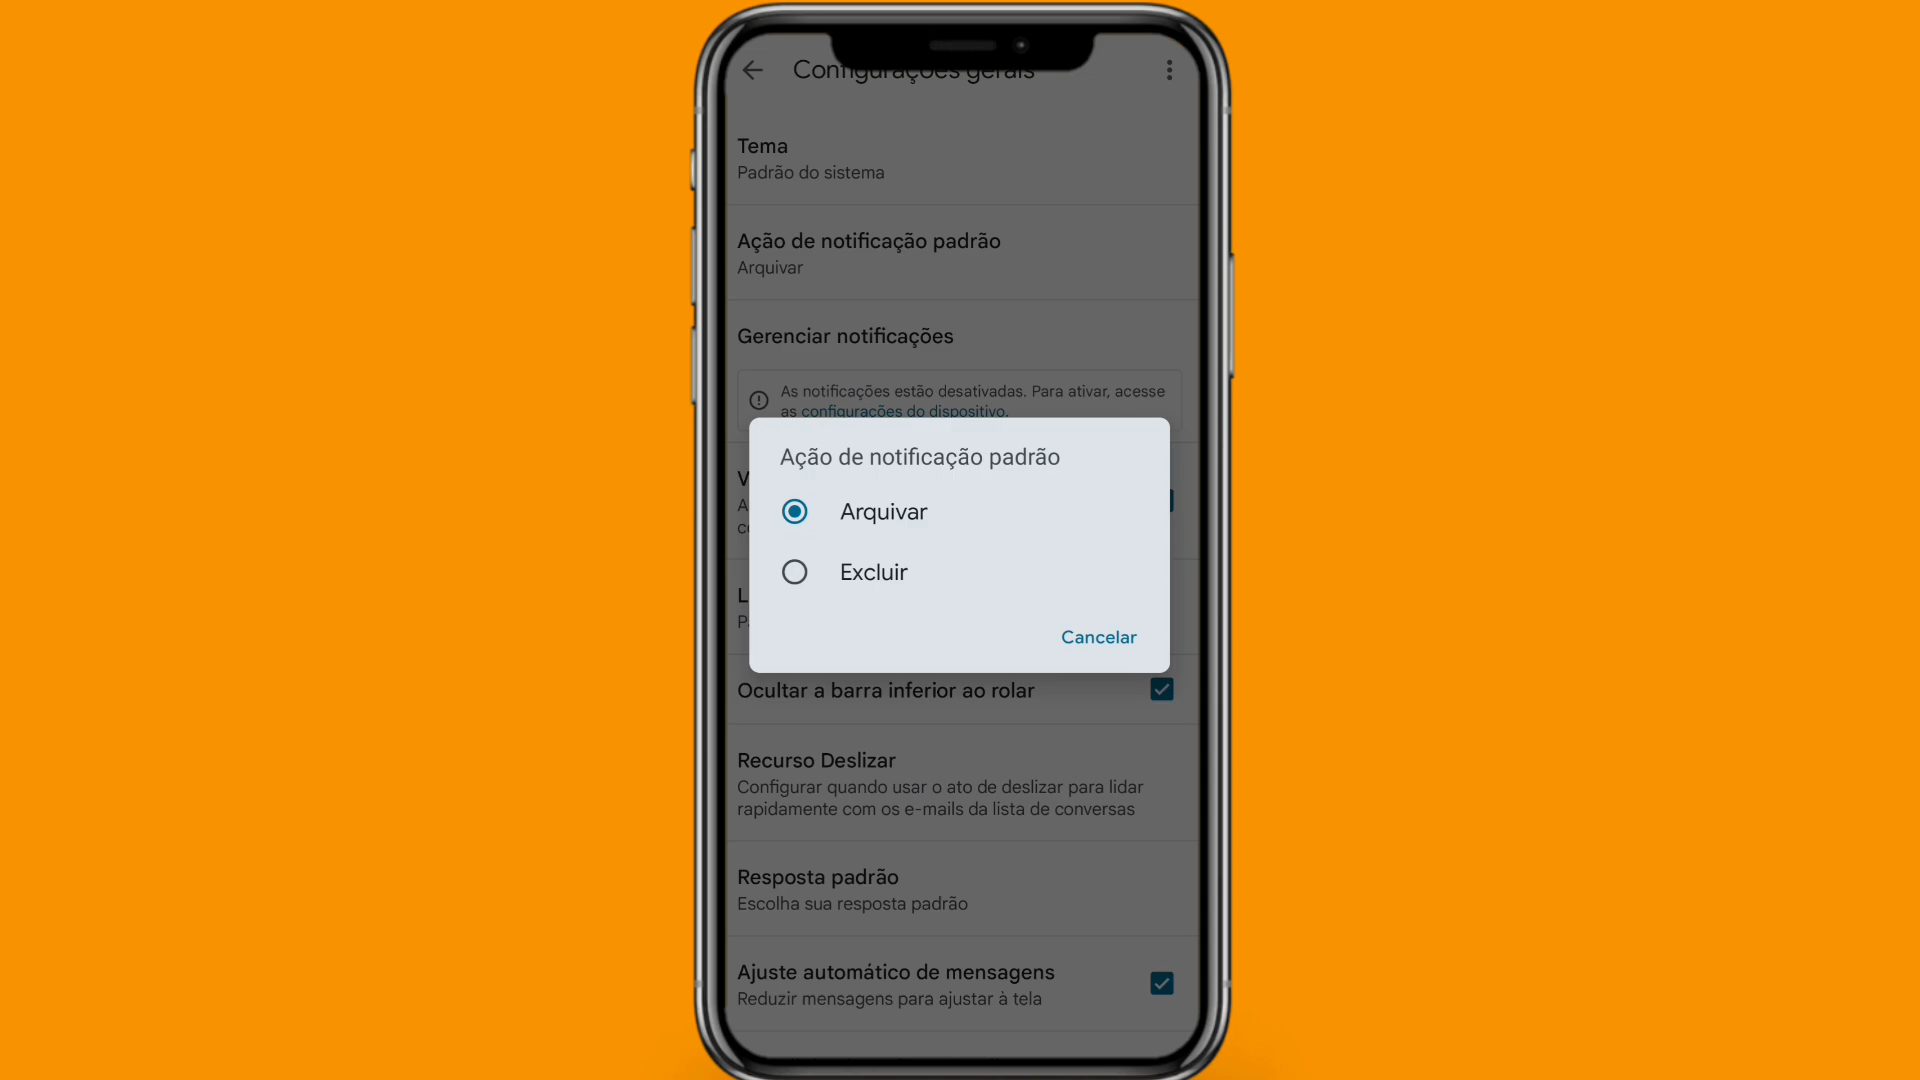 Configurações gerais
Tema
Padrão do sistema
Ação de notificação padrão
Arquivar
Gerenciar notificações
As notificações estão desativadas. Para ativar, acesse
as configurações do dispositivo.
Ação de notificação padrão
Arquivar
Excluir
Cancelar
Ocultar a barra inferior ao rolar
Recurso Deslizar
Configurar quando usar o ato de deslizar para lidar
rapidamente com os e-mails da lista de conversas
Resposta padrão
Escolha sua resposta padrão
Ajuste automático de mensagens
Reduzir mensagens para ajustar à tela